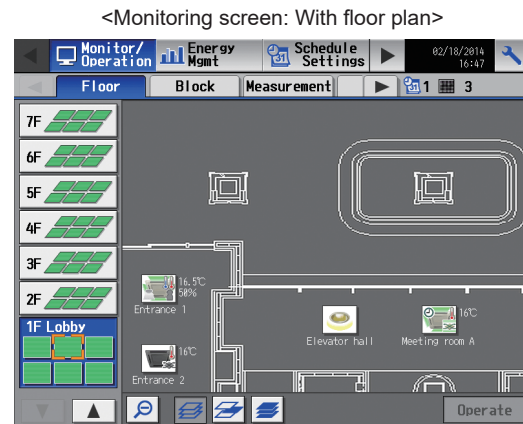 <Monitoring screen: With floor plan>
Monitor/
Operation
Energy
Mgmt
31
Schedule
Settings
02/18/2014
16:47
Floor
Block
Measurement
31
1
3
7F
6F
5F
4F
3F
2F
1F Lobby
16.5℃
50%
Entrance 1
16℃
Entrance 2
Elevator hall
16℃
Meeting room A
Operate